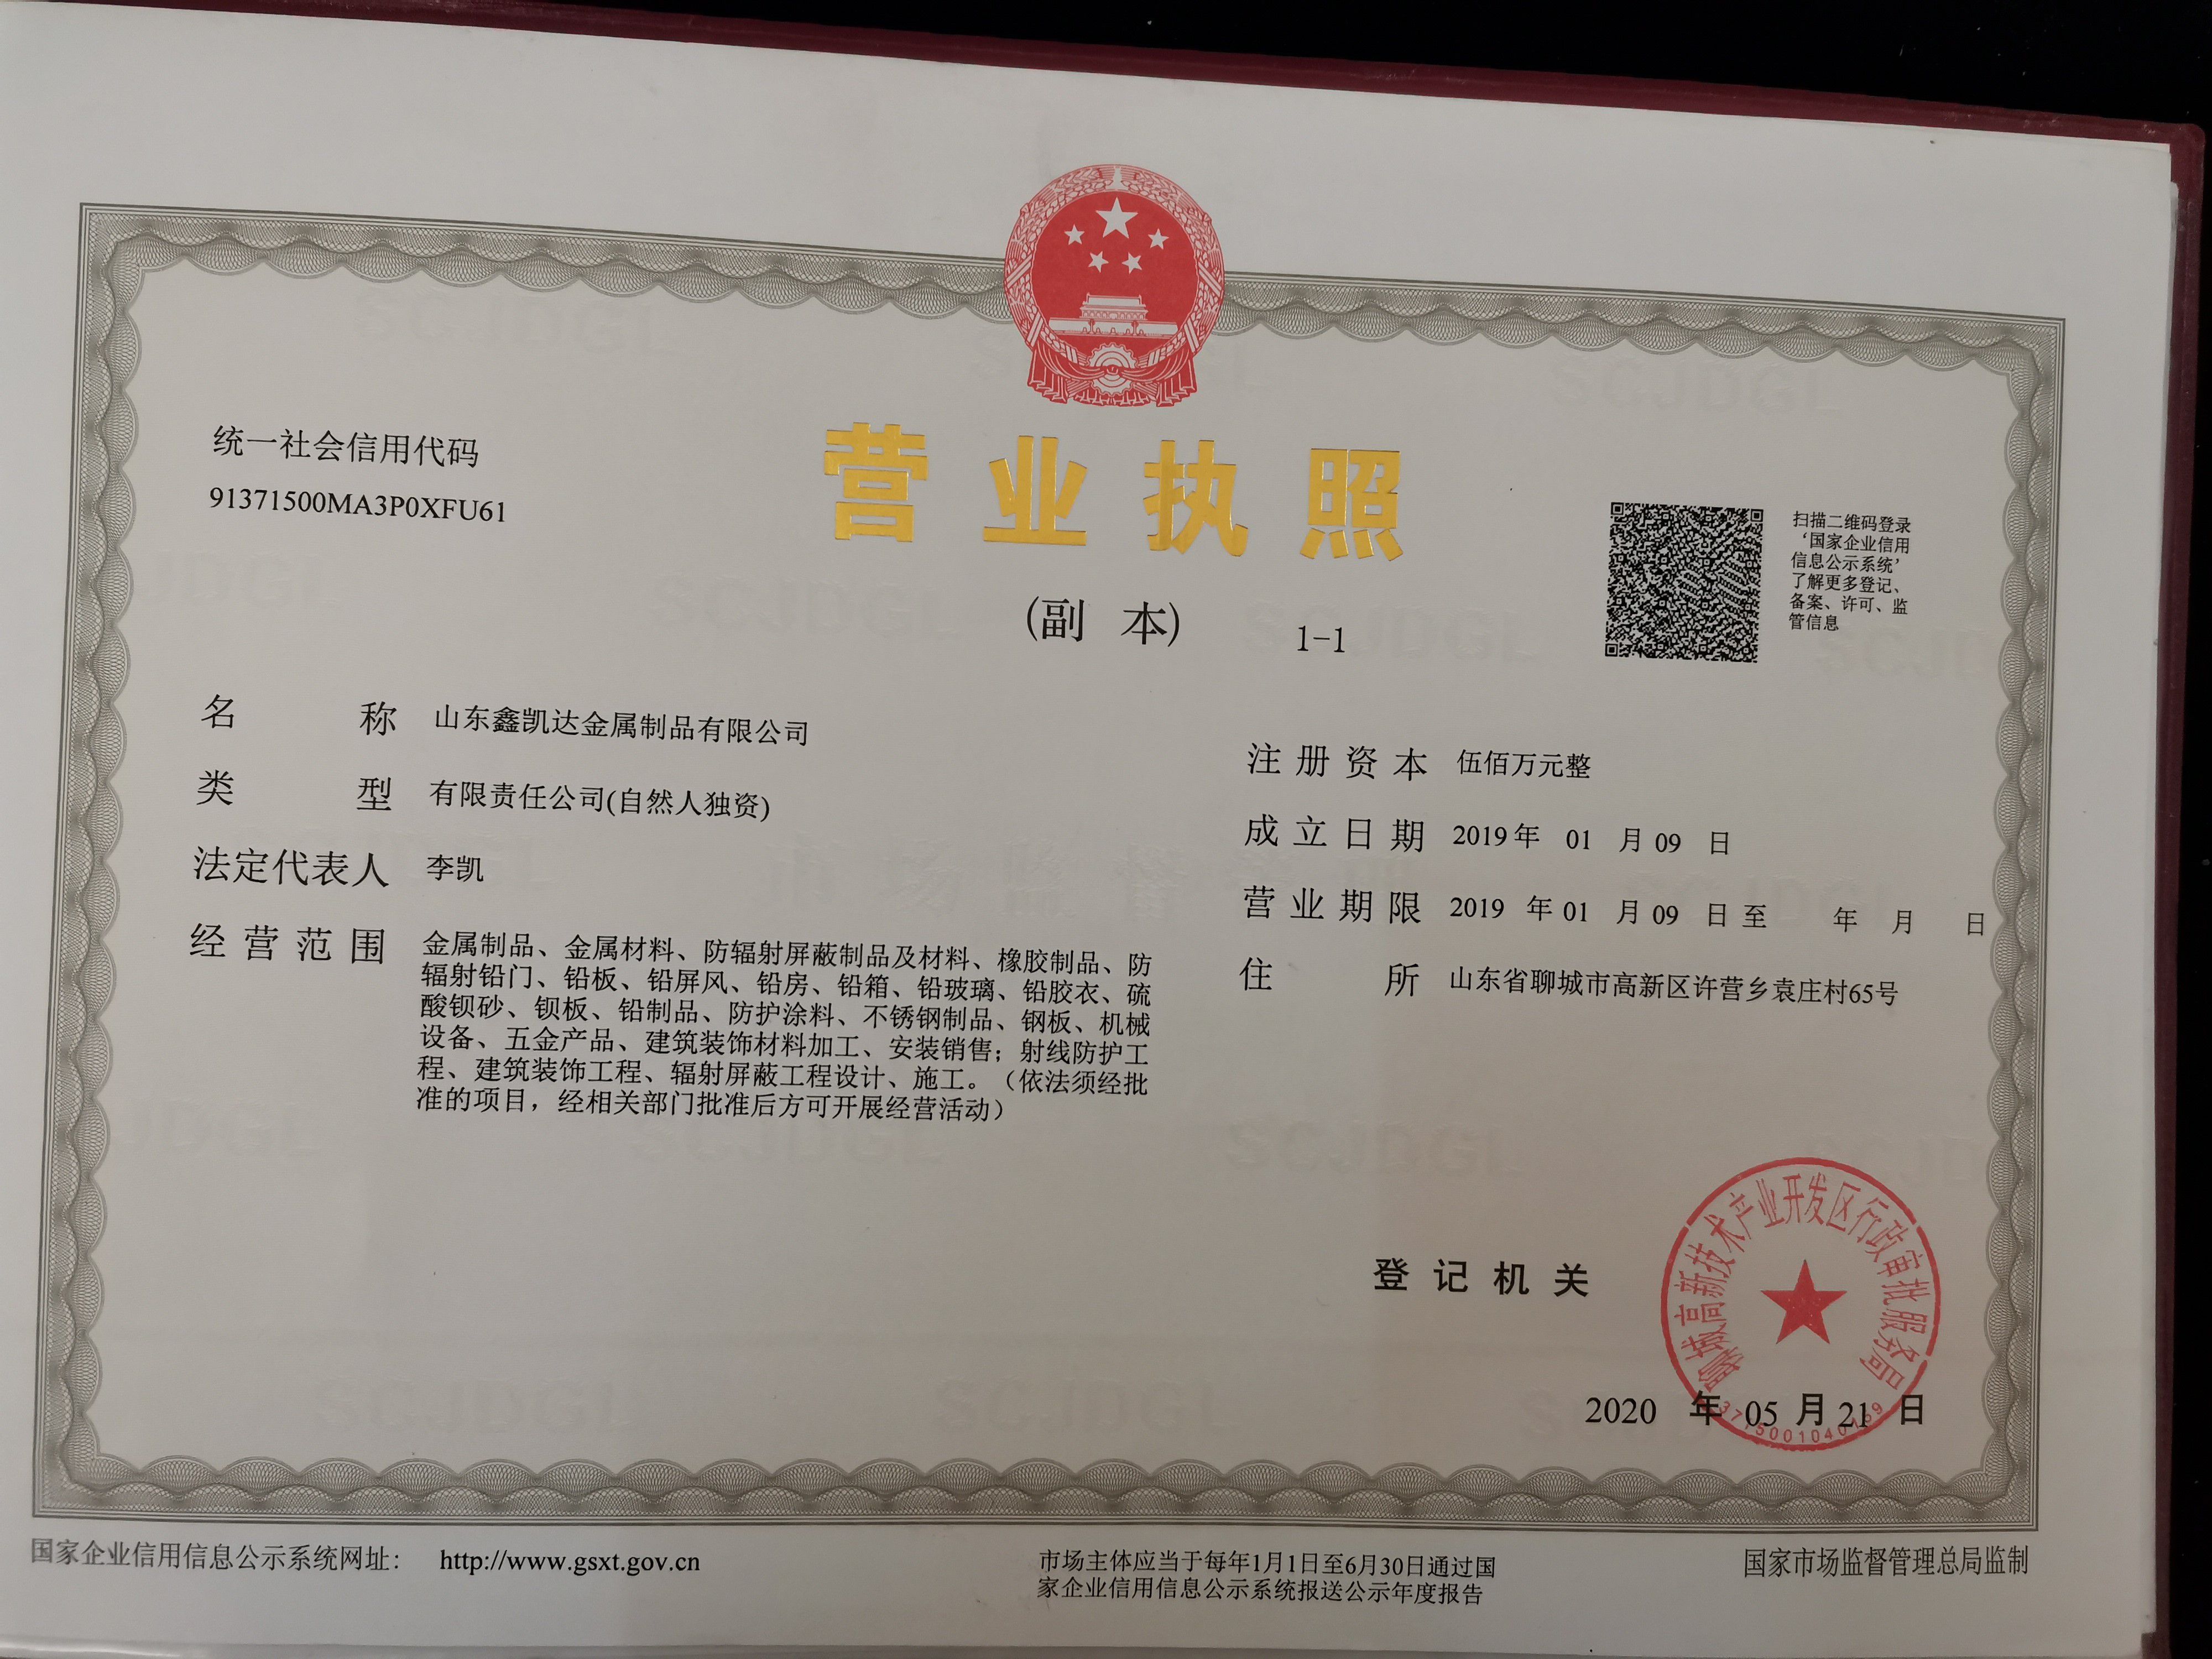 统一社会信用代码
91371500MA3P0XFU61
营业执照
(副 本) 1-1
扫描二维码登录
‘国家企业信用
信息公示系统’
了解更多登记、
备案、许可、监
管信息
名 称 山东鑫凯达金属制品有限公司
类 型 有限责任公司(自然人独资)
法定代表人 李凯
经营范围 金属制品、金属材料、防辐射屏蔽制品及材料、橡胶制品、防
辐射铅门、铅板、铅屏风、铅房、铅箱、铅玻璃、铅胶衣、硫
酸钡砂、钡板、铅制品、防护涂料、不锈钢制品、钢板、机械
设备、五金产品、建筑装饰材料加工、安装销售；射线防护工
程、建筑装饰工程、辐射屏蔽工程设计、施工。（依法须经批
准的项目，经相关部门批准后方可开展经营活动）
注册资本 伍佰万元整
成立日期 2019年 01 月09 日
营业期限 2019 年01 月09 日至 年 月 日
住 所 山东省聊城市高新区许营乡袁庄村65号
登记机关
聊城高新技术产业开发区行政审批服务局
2020 年 05 月 21 日
国家企业信用信息公示系统网址： http://www.gsxt.gov.cn
市场主体应当于每年1月1日至6月30日通过国
家企业信用信息公示系统报送公示年度报告
国家市场监督管理总局监制